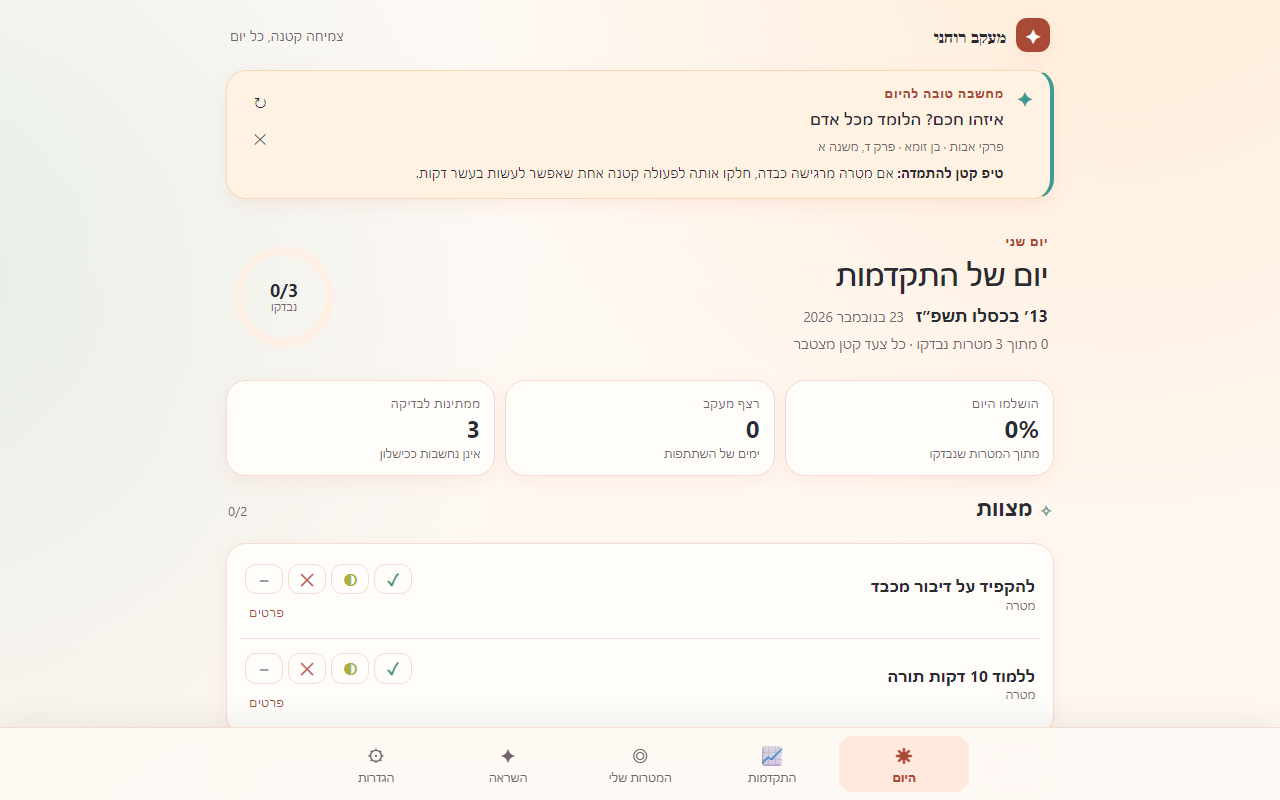 מעקב רוחני
צמיחה קטנה, כל יום
מחשבה טובה להיום
איזהו חכם? הלומד מכל אדם
פרקי אבות · בן זומא · פרק ד, משנה א
טיפ קטן להתמדה: אם מטרה מרגישה כבדה, חלקו אותה לפעולה קטנה אחת שאפשר לעשות בעשר דקות.
יום שני
יום של התקדמות
13׳ בכסלו תשפ״ז 23 בנובמבר 2026
0 מתוך 3 מטרות נבדקו · כל צעד קטן מצטבר
0/3
נבדקו
הושלמו היום
0%
מתוך המטרות שנבדקו
רצף מעקב
0
ימים של השתתפות
ממתינות לבדיקה
3
אינן נחשבות ככישלון
מצוות
0/2
להקפיד על דיבור מכבד
מטרה
פרטים
ללמוד 10 דקות תורה
מטרה
פרטים
היום
התקדמות
המטרות שלי
השראה
הגדרות